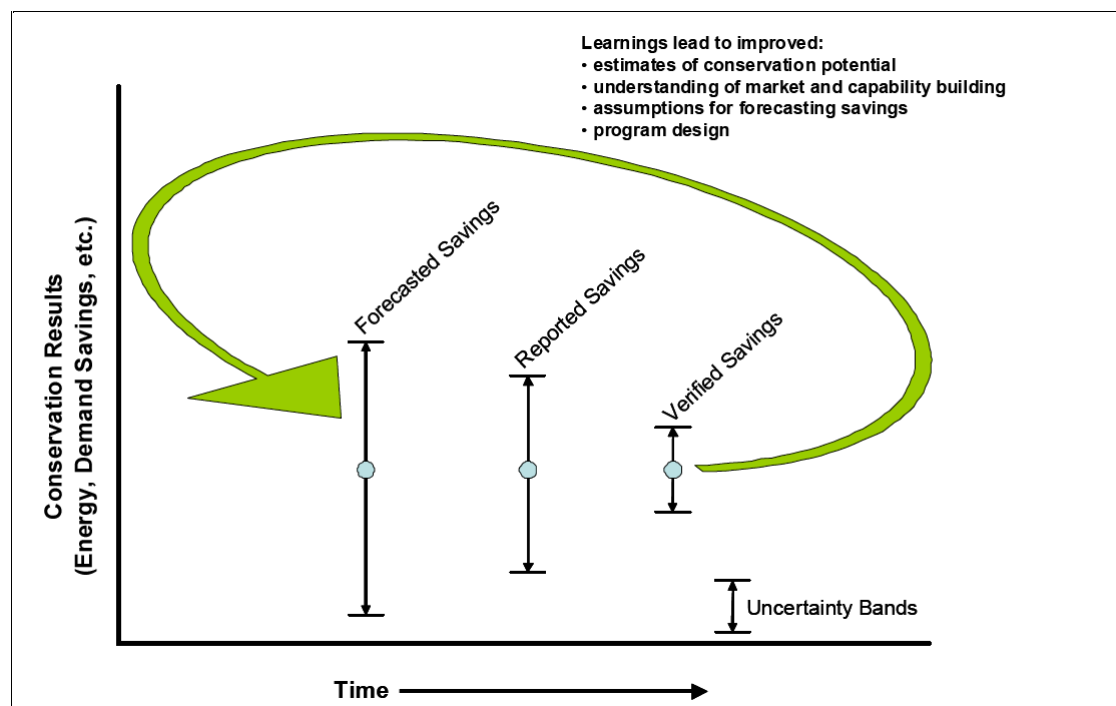 Learnings lead to improved:
• estimates of conservation potential
• understanding of market and capability building
• assumptions for forecasting savings
• program design
Conservation Results
(Energy, Demand Savings, etc.)
Forecasted Savings
Reported Savings
Verified Savings
Uncertainty Bands
Time